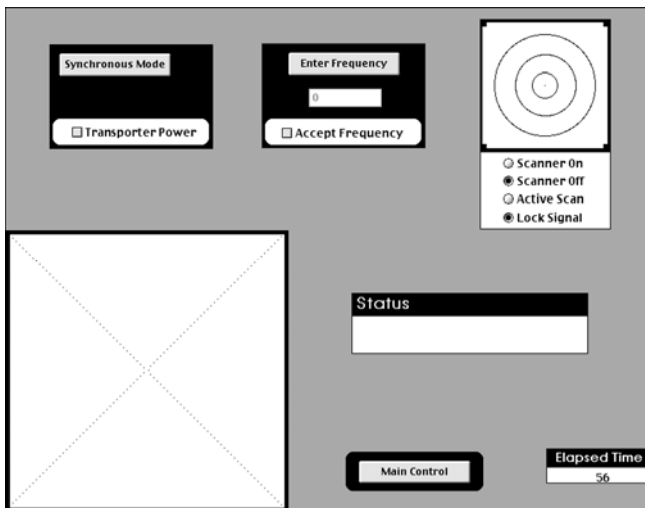 Synchronous Mode
Transporter Power
Enter Frequency
0
Accept Frequency
Scanner On
Scanner Off
Active Scan
Lock Signal
Status
Main Control
Elapsed Time
56